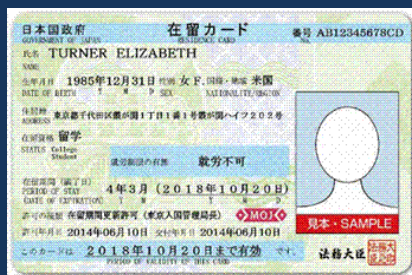 日本国政府 在留カード 番号 AB12345678CD
GOVERNMENT OF JAPAN RESIDENCE CARD No.
氏名 TURNER ELIZABETH
NAME
生年月日 1985年12月31日 性別 女 F. 国籍・地域 米国
DATE OF BIRTH Y M D SEX NATIONALITY/REGION
住居地 東京都千代田区霞が関1丁目1番1号霞が関ハイツ202号
ADDRESS
在留資格 留学
STATUS College Student
就労制限の有無 就労不可
在留期間(満了日) 4年3月(2018年10月20日)
PERIOD OF STAY
(DATE OF EXPIRATION) Y M Y M D
許可の種類 在留期間更新許可(東京入国管理局長) MOJ
許可年月日 2014年06月10日 交付年月日 2014年06月10日
見本・SAMPLE
このカードは 2018年10月20日まで有効 です。
PERIOD OF VALIDITY OF THIS CARD
法務大臣